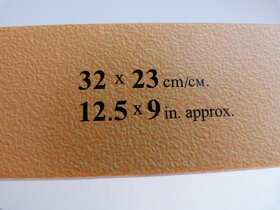 32 x 23 cm/см.
12.5 x 9 in. approx.